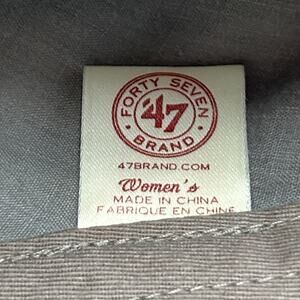 FORTY SEVEN
'47
BRAND
47BRAND.COM
Women's
MADE IN CHINA
FABRIQUE EN CHINE